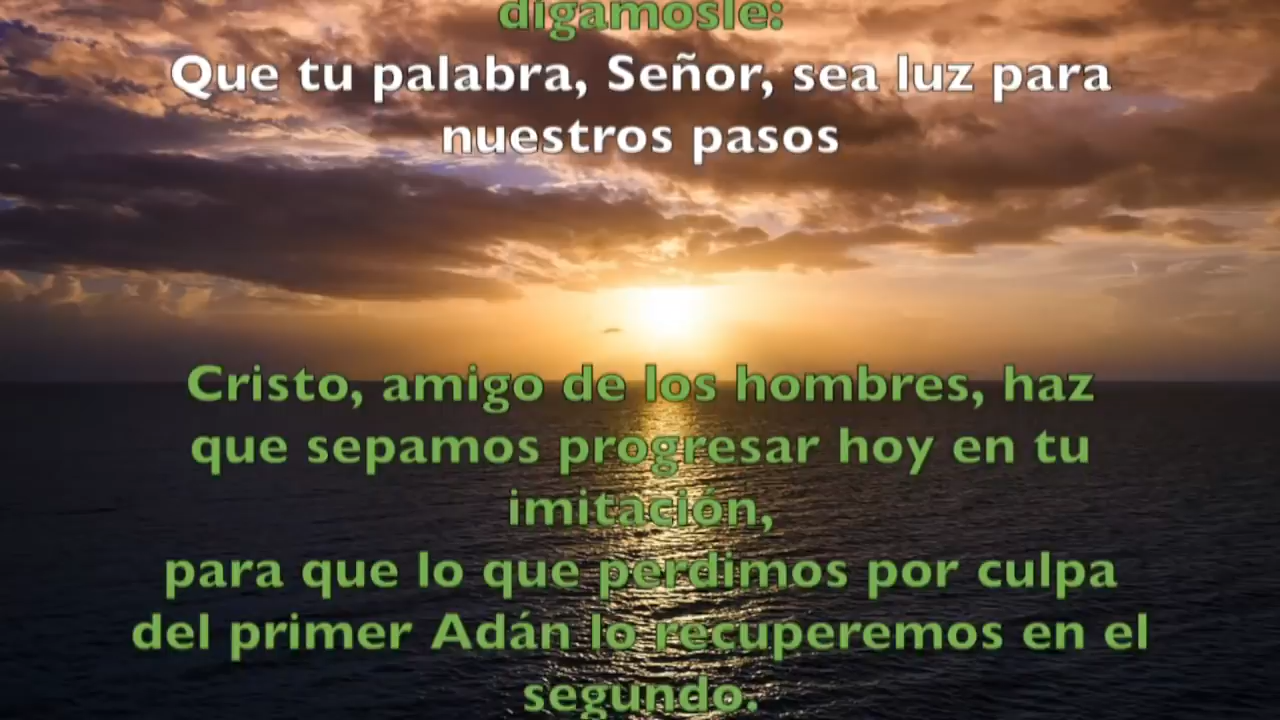 digámosle:
Que tu palabra, Señor, sea luz para
nuestros pasos
Cristo, amigo de los hombres, haz
que sepamos progresar hoy en tu
imitación,
para que lo que perdimos por culpa
del primer Adán lo recuperemos en el
segundo.